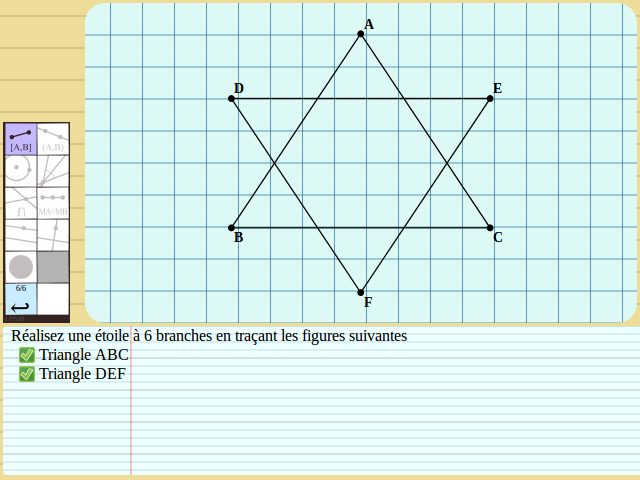 A
D
E
B
C
F
[A,B]
(A,B)
∩
MA=MB
6/6
Réalisez une étoile à 6 branches en traçant les figures suivantes
Triangle ABC
Triangle DEF